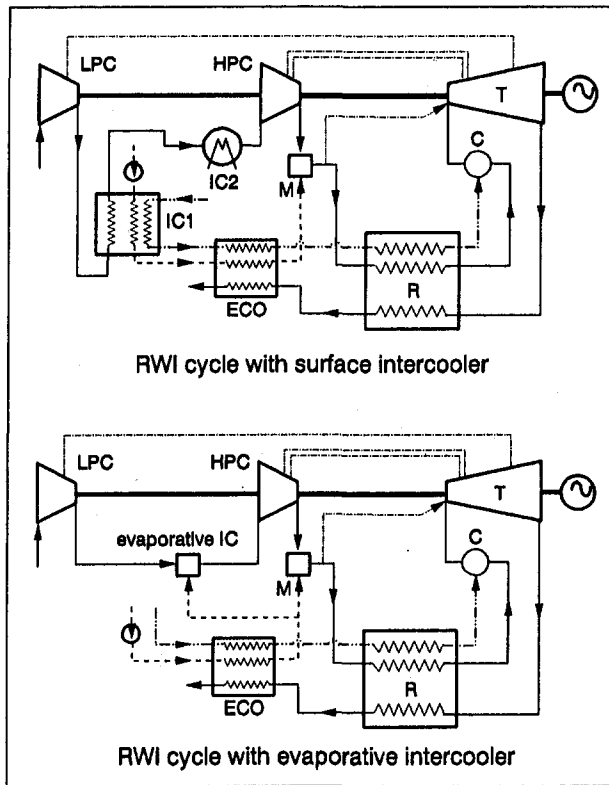 LPC
HPC
T
C
IC2
M
IC1
R
ECO
RWI cycle with surface intercooler
LPC
HPC
T
evaporative IC
C
M
R
ECO
RWI cycle with evaporative intercooler